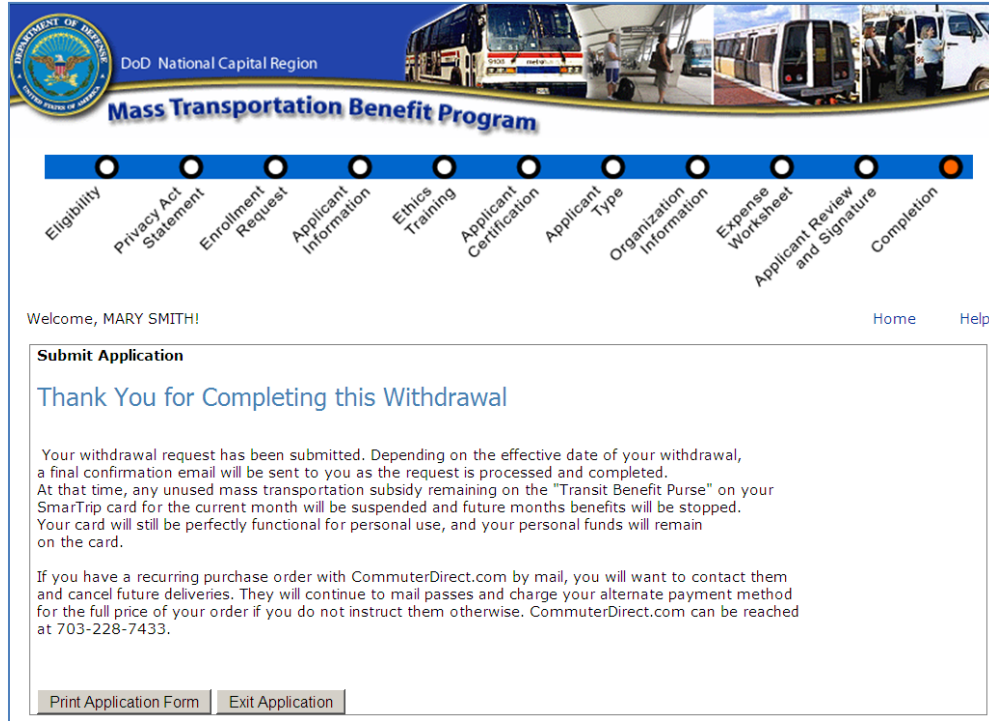 DEPARTMENT OF DEFENSE
UNITED STATES OF AMERICA
DoD National Capital Region
Mass Transportation Benefit Program
9108
metrobus
Eligibility
Privacy Act
Statement
Enrollment
Request
Applicant
Information
Ethics
Training
Applicant
Certification
Applicant
Type
Organization
Information
Expense
Worksheet
Applicant Review
and Signature
Completion
Welcome, MARY SMITH!
Home
Help
Submit Application
Thank You for Completing this Withdrawal
Your withdrawal request has been submitted. Depending on the effective date of your withdrawal,
a final confirmation email will be sent to you as the request is processed and completed.
At that time, any unused mass transportation subsidy remaining on the "Transit Benefit Purse" on your
SmarTrip card for the current month will be suspended and future months benefits will be stopped.
Your card will still be perfectly functional for personal use, and your personal funds will remain
on the card.
If you have a recurring purchase order with CommuterDirect.com by mail, you will want to contact them
and cancel future deliveries. They will continue to mail passes and charge your alternate payment method
for the full price of your order if you do not instruct them otherwise. CommuterDirect.com can be reached
at 703-228-7433.
Print Application Form
Exit Application